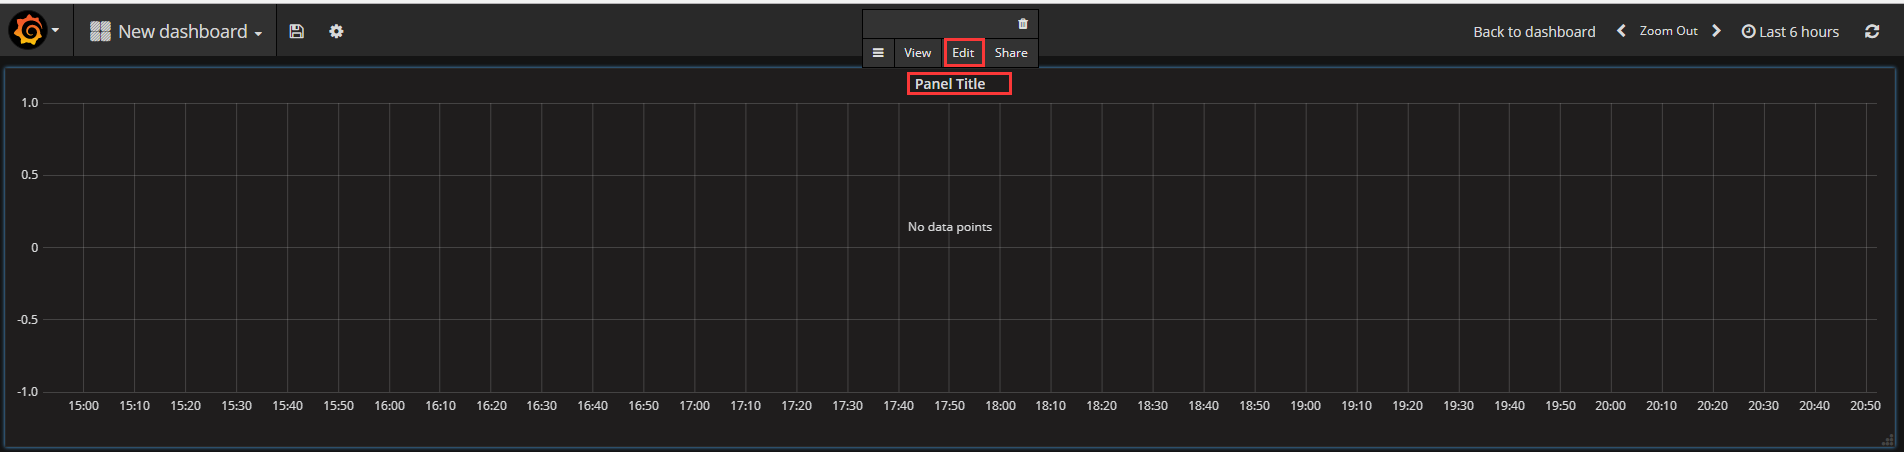 New dashboard
Back to dashboard
Zoom Out
Last 6 hours
View Edit Share
Panel Title
1.0
0.5
No data points
0
-0.5
-1.0
15:00 15:10 15:20 15:30 15:40 15:50 16:00 16:10 16:20 16:30 16:40 16:50 17:00 17:10 17:20 17:30 17:40 17:50 18:00 18:10 18:20 18:30 18:40 18:50 19:00 19:10 19:20 19:30 19:40 19:50 20:00 20:10 20:20 20:30 20:40 20:50